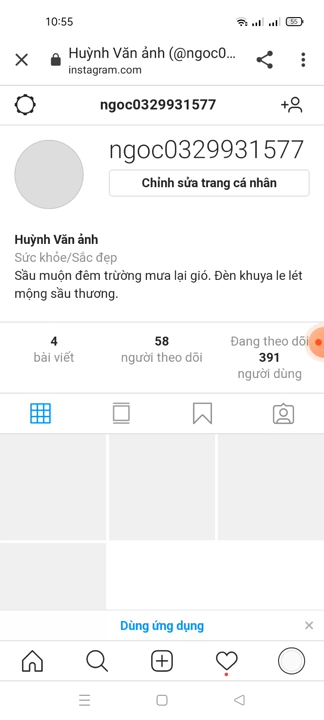 10:55
55
Huỳnh Văn ảnh (@ngoc0...
instagram.com
ngoc0329931577
ngoc0329931577
Chỉnh sửa trang cá nhân
Huỳnh Văn ảnh
Sức khỏe/Sắc đẹp
Sầu muộn đêm trừờng mưa lại gió. Đèn khuya le lét
mộng sầu thương.
4
bài viết
58
người theo dõi
Đang theo dõi
391
người dùng
Dùng ứng dụng